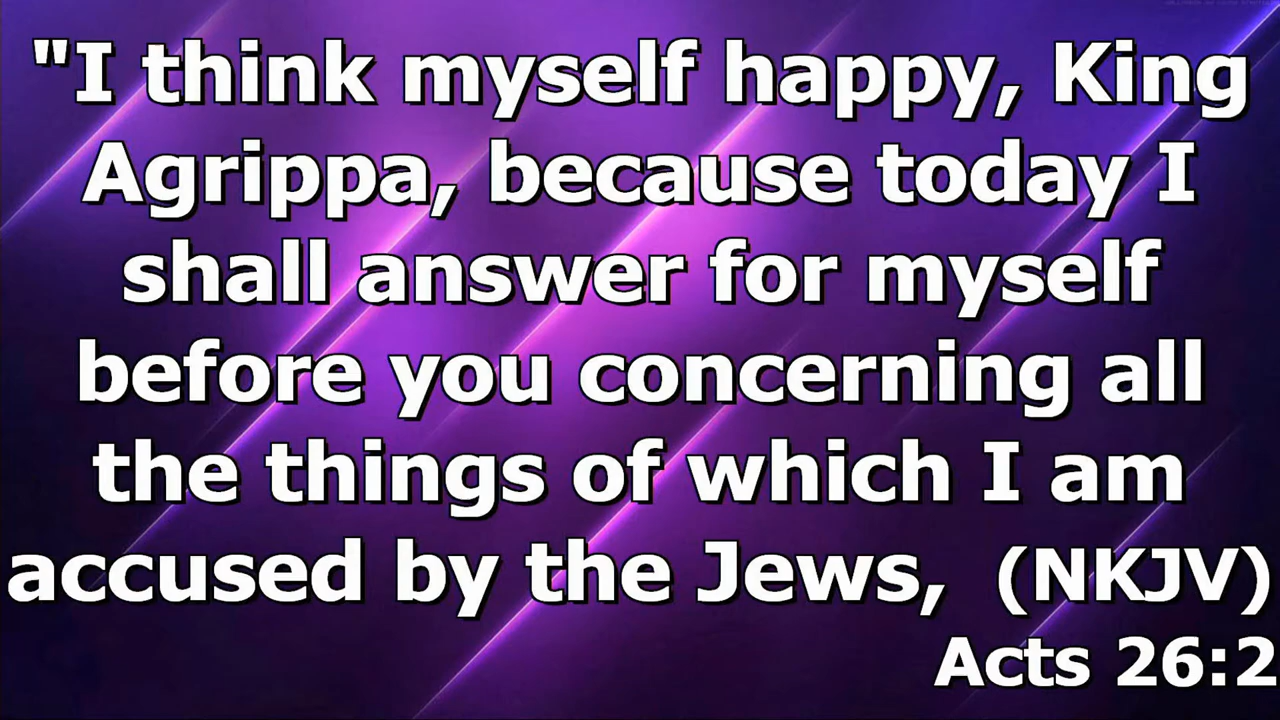 "I think myself happy, King
Agrippa, because today I
shall answer for myself
before you concerning all
the things of which I am
accused by the Jews, (NKJV)
Acts 26:2